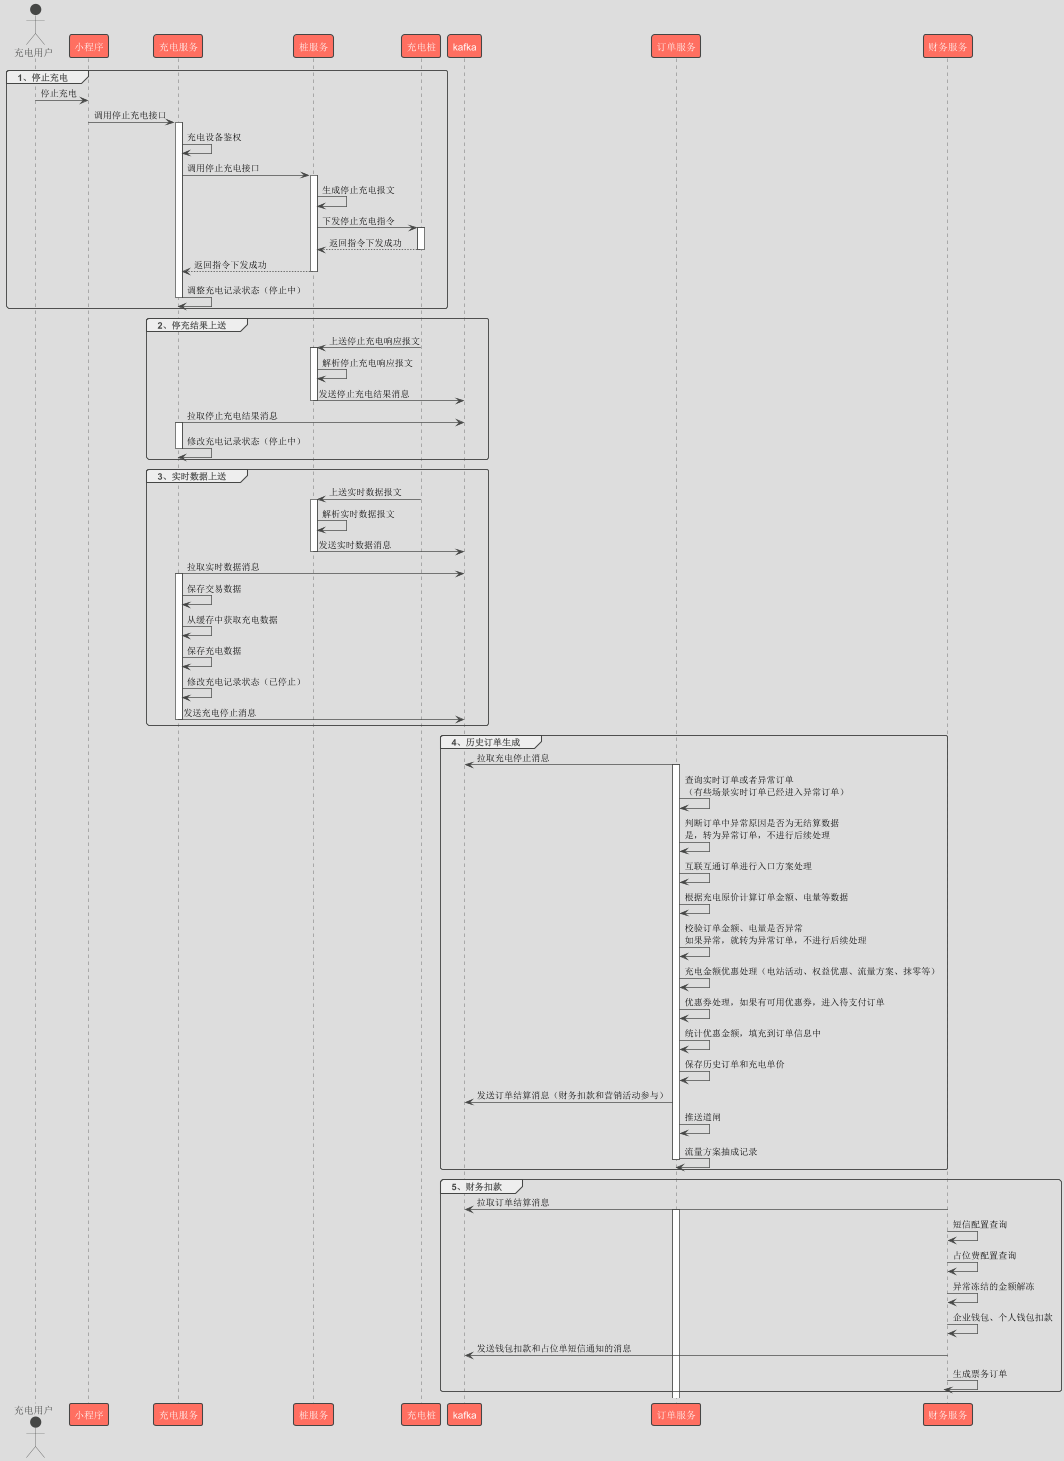 充电用户
小程序
充电服务
桩服务
充电桩
kafka
订单服务
财务服务
1、停止充电
停止充电
调用停止充电接口
充电设备鉴权
调用停止充电接口
生成停止充电报文
下发停止充电指令
返回指令下发成功
返回指令下发成功
调整充电记录状态（停止中）
2、停充结果上送
上送停止充电响应报文
解析停止充电响应报文
发送停止充电结果消息
拉取停止充电结果消息
修改充电记录状态（停止中）
3、实时数据上送
上送实时数据报文
解析实时数据报文
发送实时数据消息
拉取实时数据消息
保存交易数据
从缓存中获取充电数据
保存充电数据
修改充电记录状态（已停止）
发送充电停止消息
4、历史订单生成
拉取充电停止消息
查询实时订单或者异常订单
（有些场景实时订单已经进入异常订单）
判断订单中异常原因是否为无结算数据
是，转为异常订单，不进行后续处理
互联互通订单进行入口方案处理
根据充电原价计算订单金额、电量等数据
校验订单金额、电量是否异常
如果异常，就转为异常订单，不进行后续处理
充电金额优惠处理（电站活动、权益优惠、流量方案、抹零等）
优惠券处理，如果有可用优惠券，进入待支付订单
统计优惠金额，填充到订单信息中
保存历史订单和充电单价
发送订单结算消息（财务扣款和营销活动参与）
推送道闸
流量方案抽成记录
5、财务扣款
拉取订单结算消息
短信配置查询
占位费配置查询
异常冻结的金额解冻
企业钱包、个人钱包扣款
发送钱包扣款和占位单短信通知的消息
生成票务订单
充电用户
小程序
充电服务
桩服务
充电桩
kafka
订单服务
财务服务